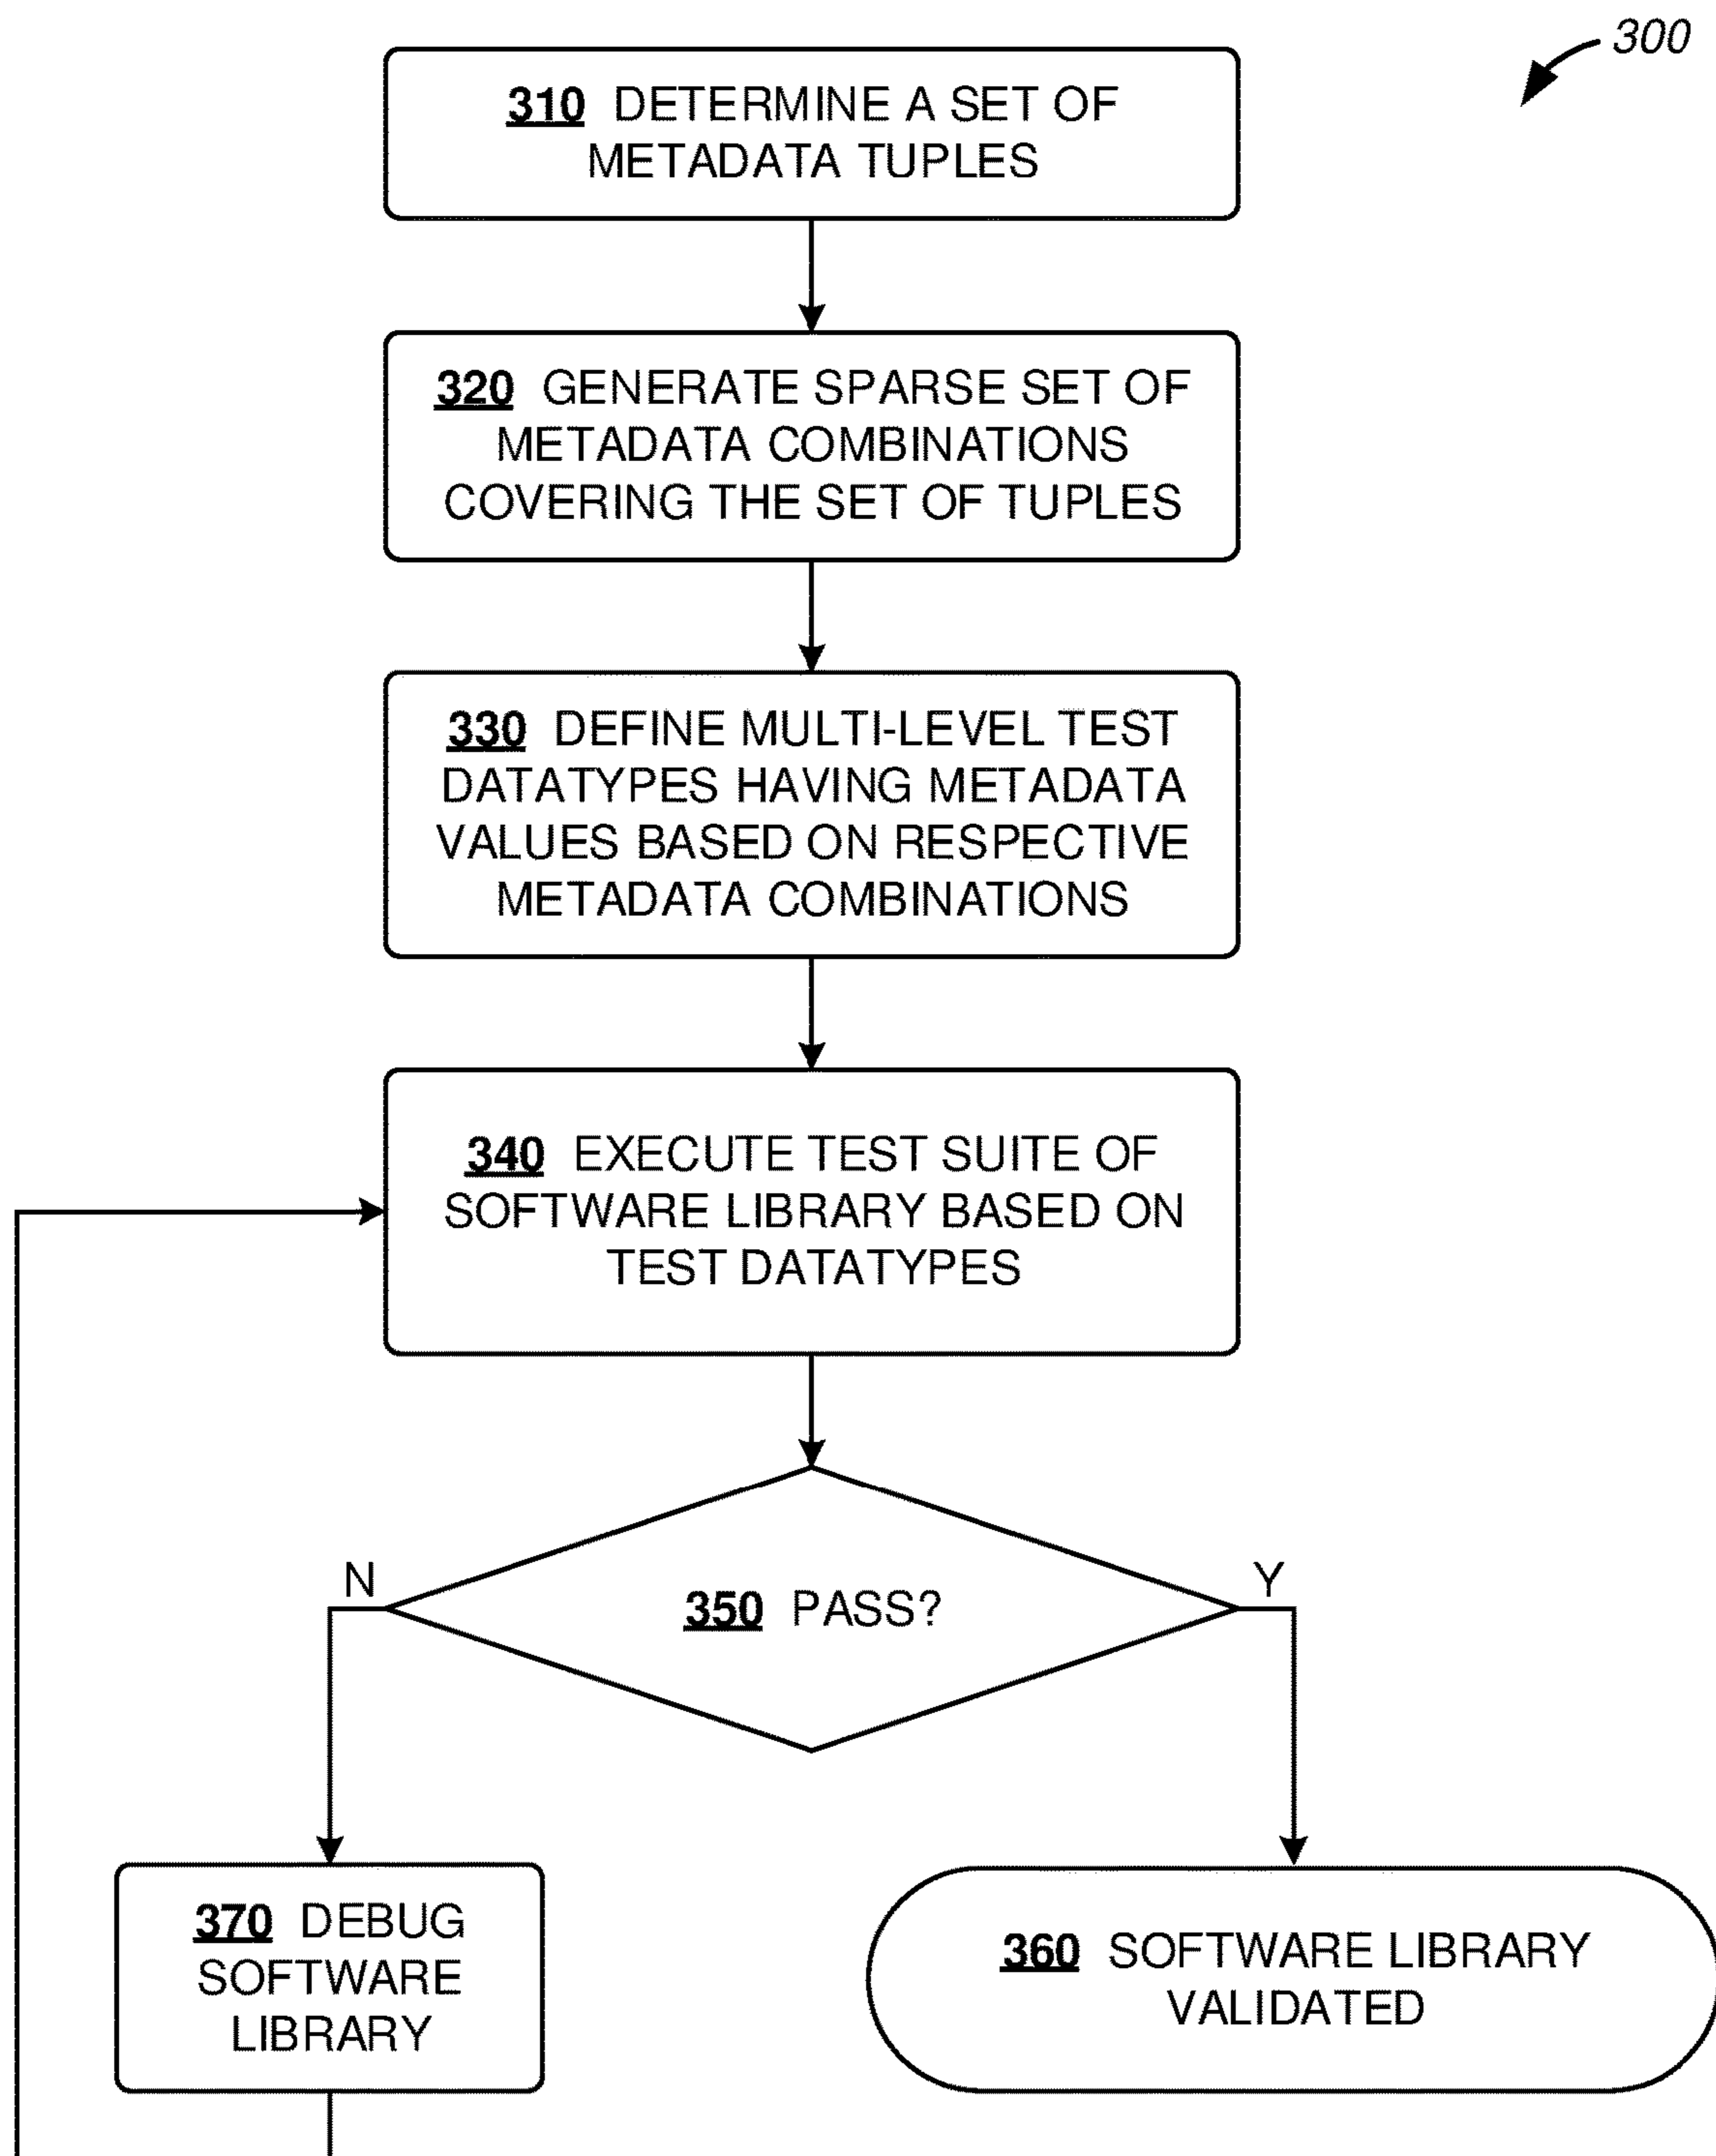 300
310 DETERMINE A SET OF
METADATA TUPLES
320 GENERATE SPARSE SET OF
METADATA COMBINATIONS
COVERING THE SET OF TUPLES
330 DEFINE MULTI-LEVEL TEST
DATATYPES HAVING METADATA
VALUES BASED ON RESPECTIVE
METADATA COMBINATIONS
340 EXECUTE TEST SUITE OF
SOFTWARE LIBRARY BASED ON
TEST DATATYPES
N
Y
350 PASS?
370 DEBUG
SOFTWARE
LIBRARY
360 SOFTWARE LIBRARY
VALIDATED